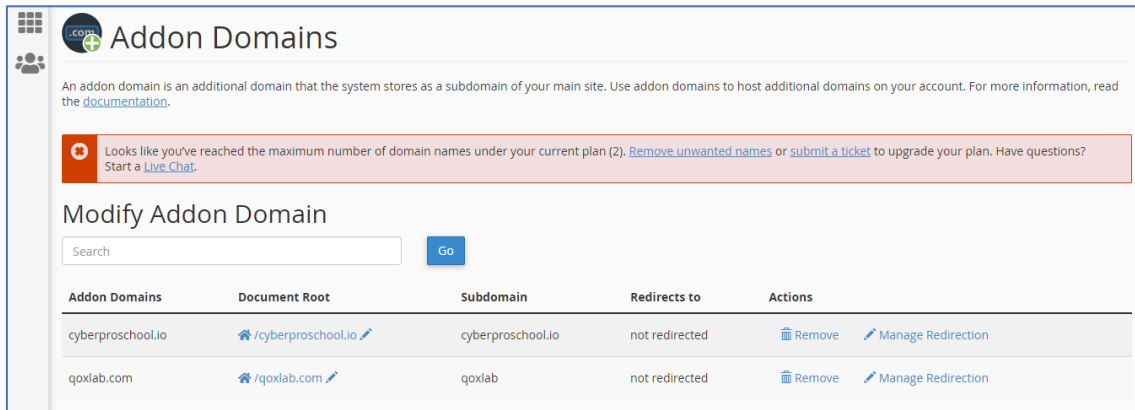 .com
Addon Domains
An addon domain is an additional domain that the system stores as a subdomain of your main site. Use addon domains to host additional domains on your account. For more information, read
the documentation.
Looks like you've reached the maximum number of domain names under your current plan (2). Remove unwanted names or submit a ticket to upgrade your plan. Have questions?
Start a Live Chat.
Modify Addon Domain
Search Go
Addon Domains Document Root Subdomain Redirects to Actions
cyberproschool.io /cyberproschool.io cyberproschool.io not redirected Remove Manage Redirection
qoxlab.com /qoxlab.com qoxlab not redirected Remove Manage Redirection